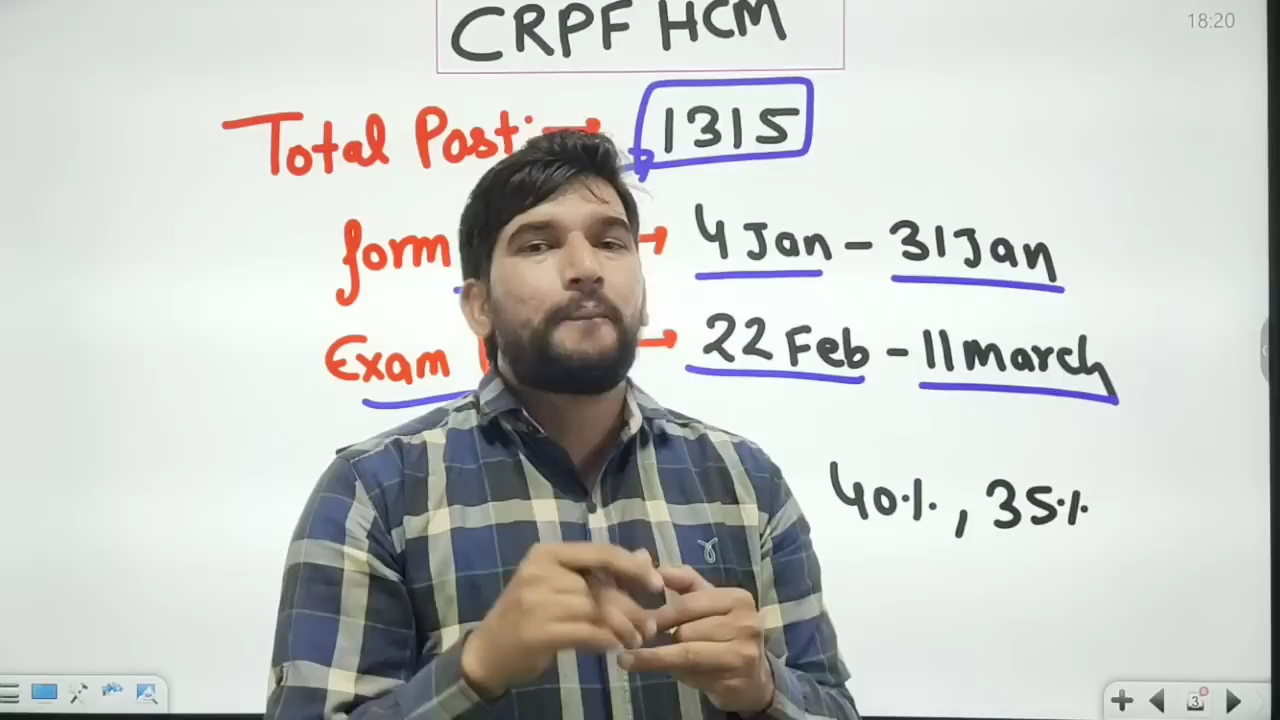 18:20
CRPF HCM
Total Post 1315
form → 4 Jan - 31 Jan
Exam → 22 Feb - 11 March
40%, 35%
3